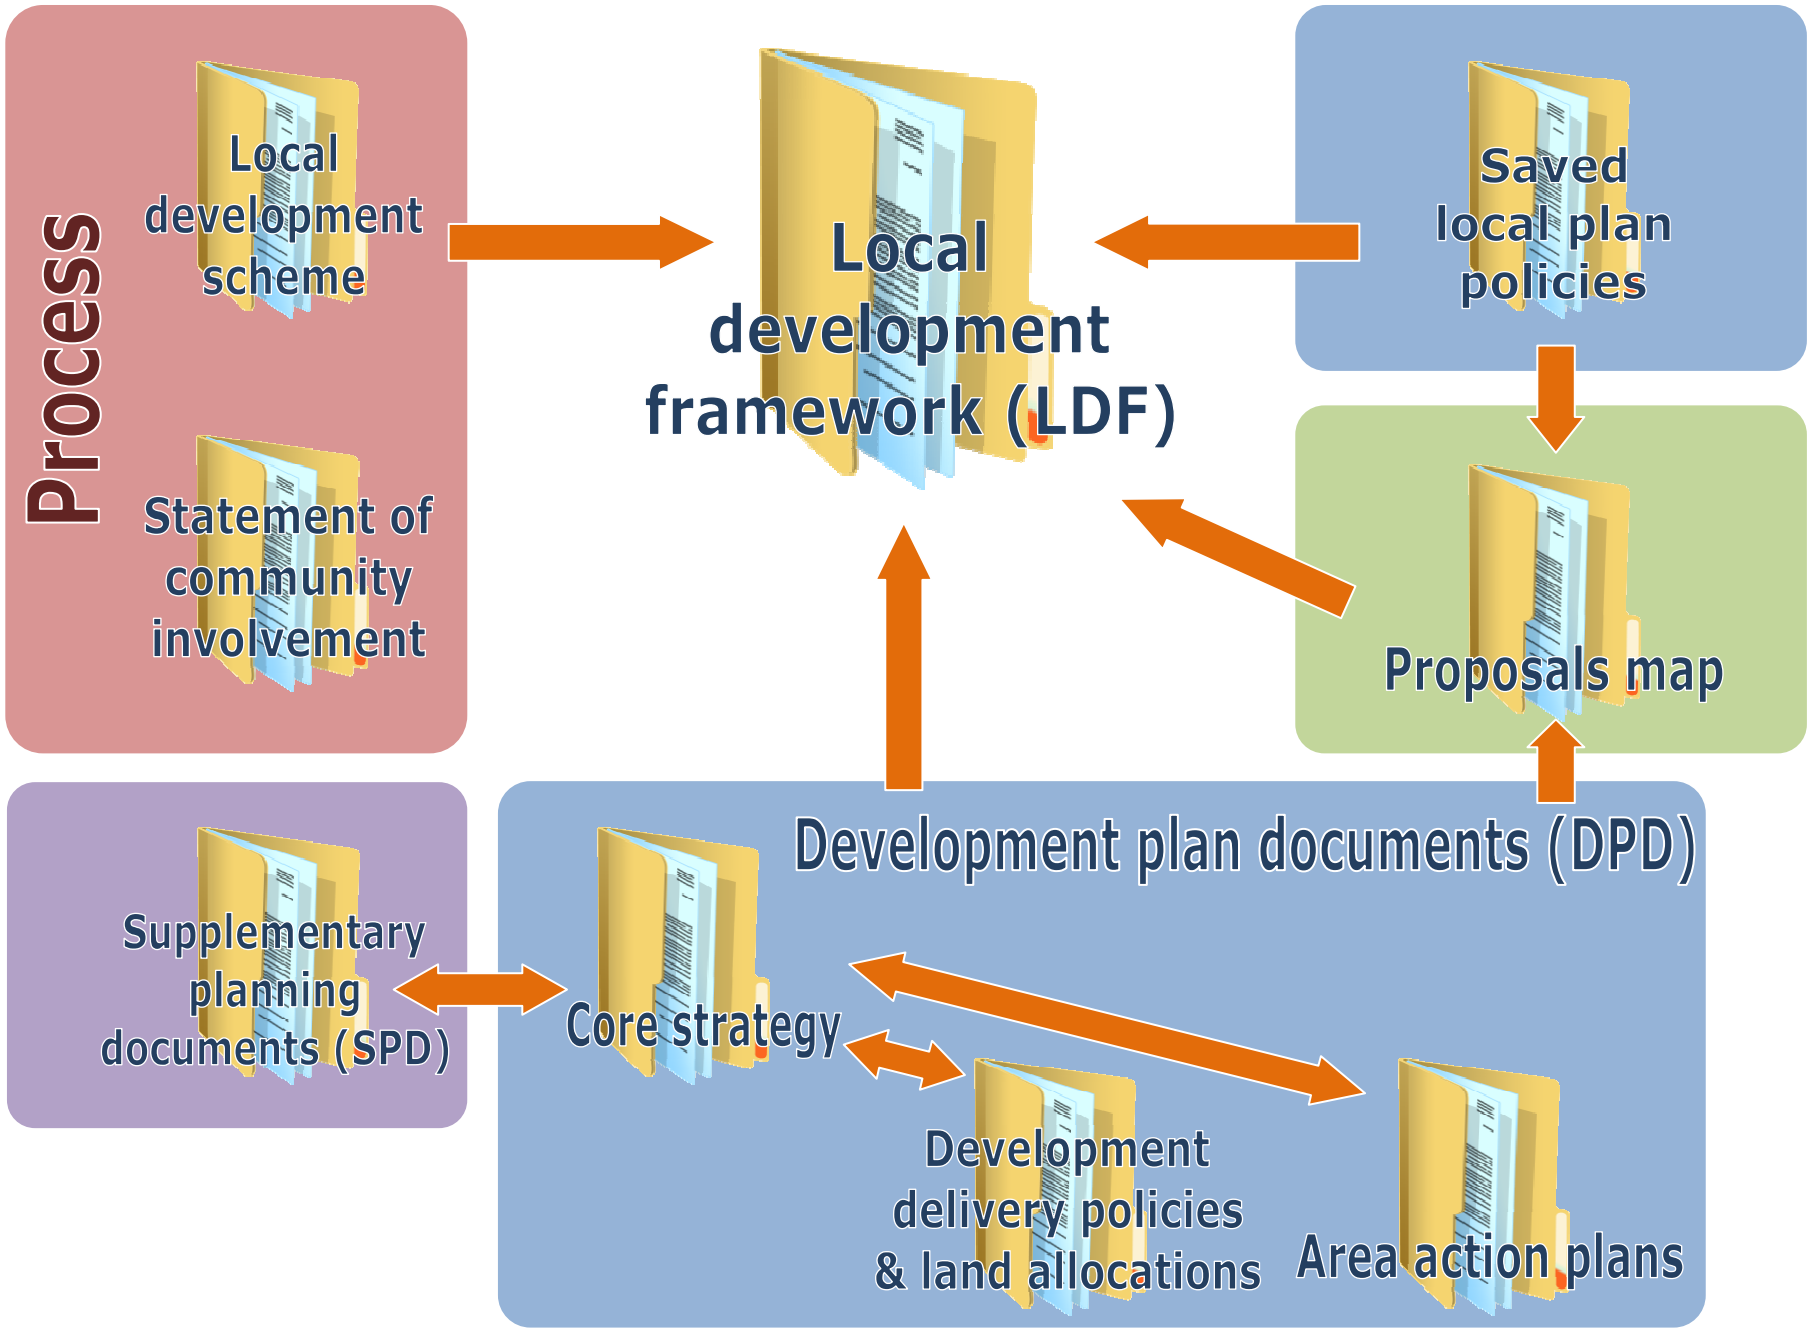 Process
Local
development
scheme
Statement of
community
involvement
Local
development
framework (LDF)
Saved
local plan
policies
Proposals map
Supplementary
planning
documents (SPD)
Development plan documents (DPD)
Core strategy
Development
delivery policies
& land allocations
Area action plans